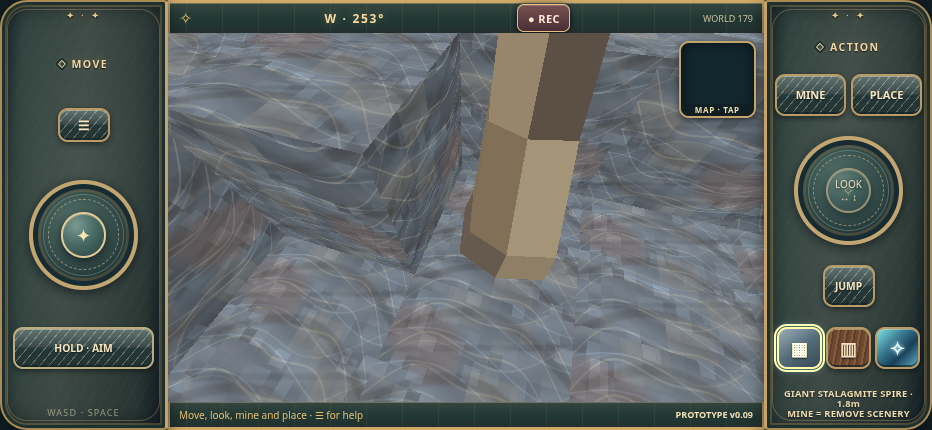 MOVE
☰
HOLD · AIM
WASD · SPACE
W · 253°
● REC
WORLD 179
MAP · TAP
Move, look, mine and place · ☰ for help
PROTOTYPE v0.09
ACTION
MINE
PLACE
LOOK
JUMP
GIANT STALAGMITE SPIRE ·
1.8m
MINE = REMOVE SCENERY